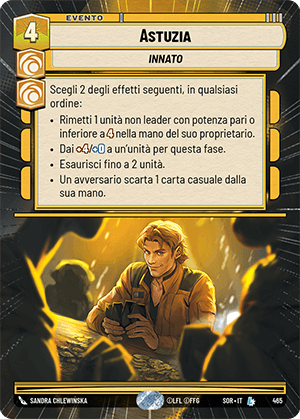 EVENTO
4
ASTUZIA
INNATO
Scegli 2 degli effetti seguenti, in qualsiasi
ordine:
• Rimetti 1 unità non leader con potenza pari o
inferiore a 4 nella mano del suo proprietario.
• Dai +4/+0 a un'unità per questa fase.
• Esaurisci fino a 2 unità.
• Un avversario scarta 1 carta casuale dalla
sua mano.
SANDRA CHLEWIŃSKA
©LFL ©FFG
SOR • IT
465